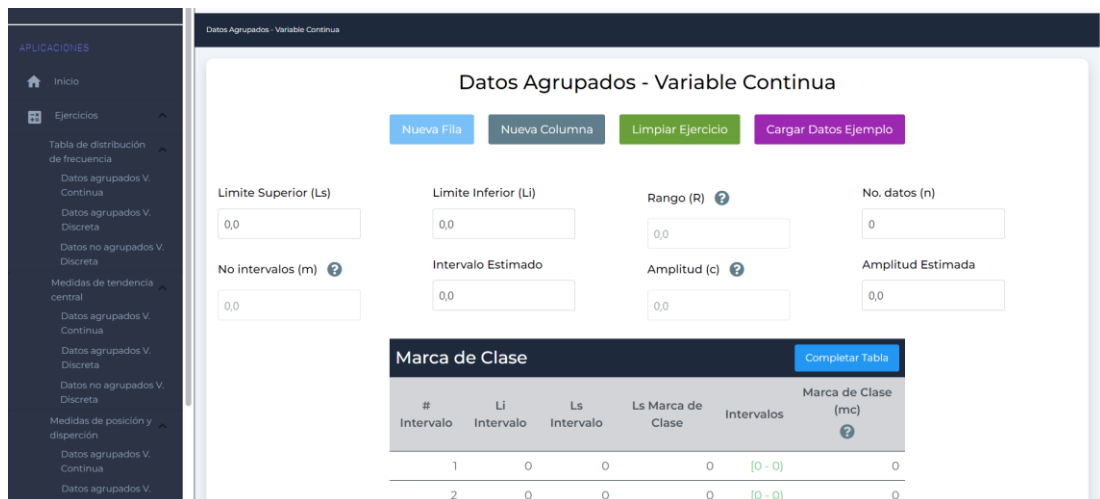 Datos Agrupados - Variable Continua
APLICACIONES
Inicio
Ejercicios
Tabla de distribución
de frecuencia
Datos agrupados V.
Continua
Datos agrupados V.
Discreta
Datos no agrupados V.
Discreta
Medidas de tendencia
central
Datos agrupados V.
Continua
Datos agrupados V.
Discreta
Datos no agrupados V.
Discreta
Medidas de posición y
disperción
Datos agrupados V.
Continua
Datos agrupados V.
Datos Agrupados - Variable Continua
Nueva Fila Nueva Columna Limpiar Ejercicio Cargar Datos Ejemplo
Limite Superior (Ls) Limite Inferior (Li) Rango (R) ? No. datos (n)
0,0 0,0 0,0 0
No intervalos (m) ? Intervalo Estimado Amplitud (c) ? Amplitud Estimada
0,0 0,0 0,0 0,0
Marca de Clase Completar Tabla
# Intervalo Li Intervalo Ls Intervalo Ls Marca de Clase Intervalos Marca de Clase (mc) ?
1 0 0 0 [0 - 0) 0
2 0 0 0 [0 - 0) 0